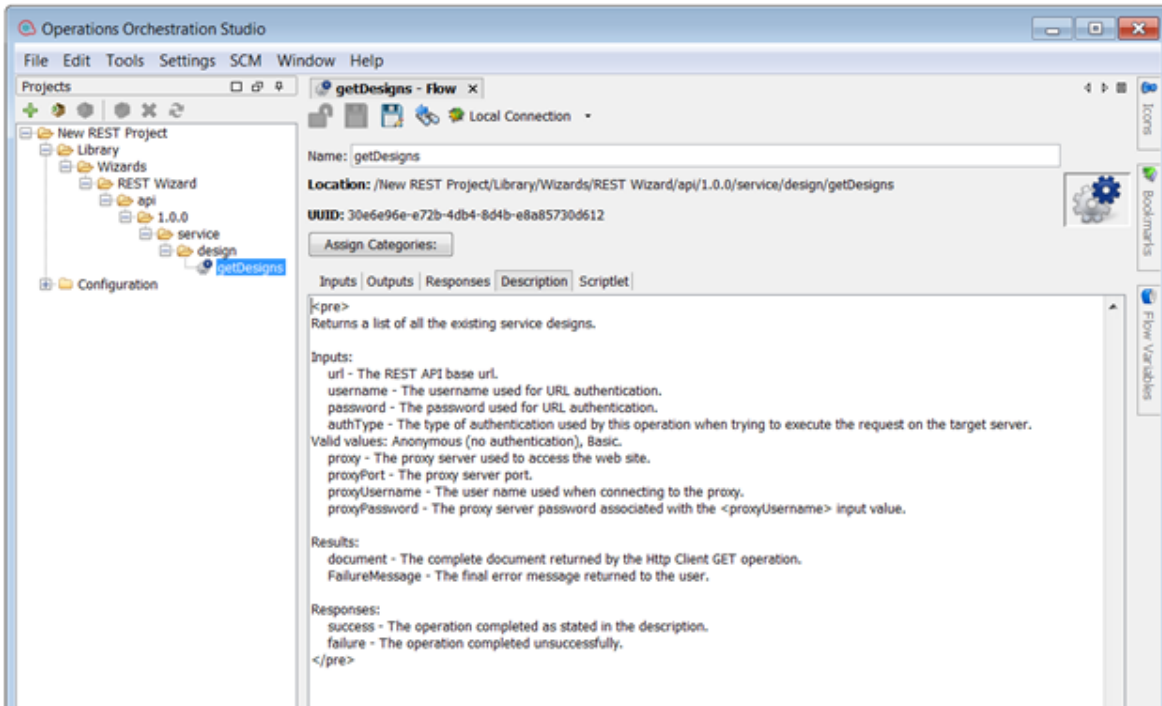 Operations Orchestration Studio
File Edit Tools Settings SCM Window Help
Projects
New REST Project
Library
Wizards
REST Wizard
api
1.0.0
service
design
getDesigns
Configuration
getDesigns - Flow
Local Connection
Name: getDesigns
Location: /New REST Project/Library/Wizards/REST Wizard/api/1.0.0/service/design/getDesigns
UUID: 30e6e96e-e72b-4db4-8d4b-e8a85730d612
Assign Categories:
Inputs Outputs Responses Description Scriptlet
<pre>
Returns a list of all the existing service designs.
Inputs:
url - The REST API base url.
username - The username used for URL authentication.
password - The password used for URL authentication.
authType - The type of authentication used by this operation when trying to execute the request on the target server.
Valid values: Anonymous (no authentication), Basic.
proxy - The proxy server used to access the web site.
proxyPort - The proxy server port.
proxyUsername - The user name used when connecting to the proxy.
proxyPassword - The proxy server password associated with the <proxyUsername> input value.
Results:
document - The complete document returned by the Http Client GET operation.
FailureMessage - The final error message returned to the user.
Responses:
success - The operation completed as stated in the description.
failure - The operation completed unsuccessfully.
</pre>
Icons
Bookmarks
Flow Variables